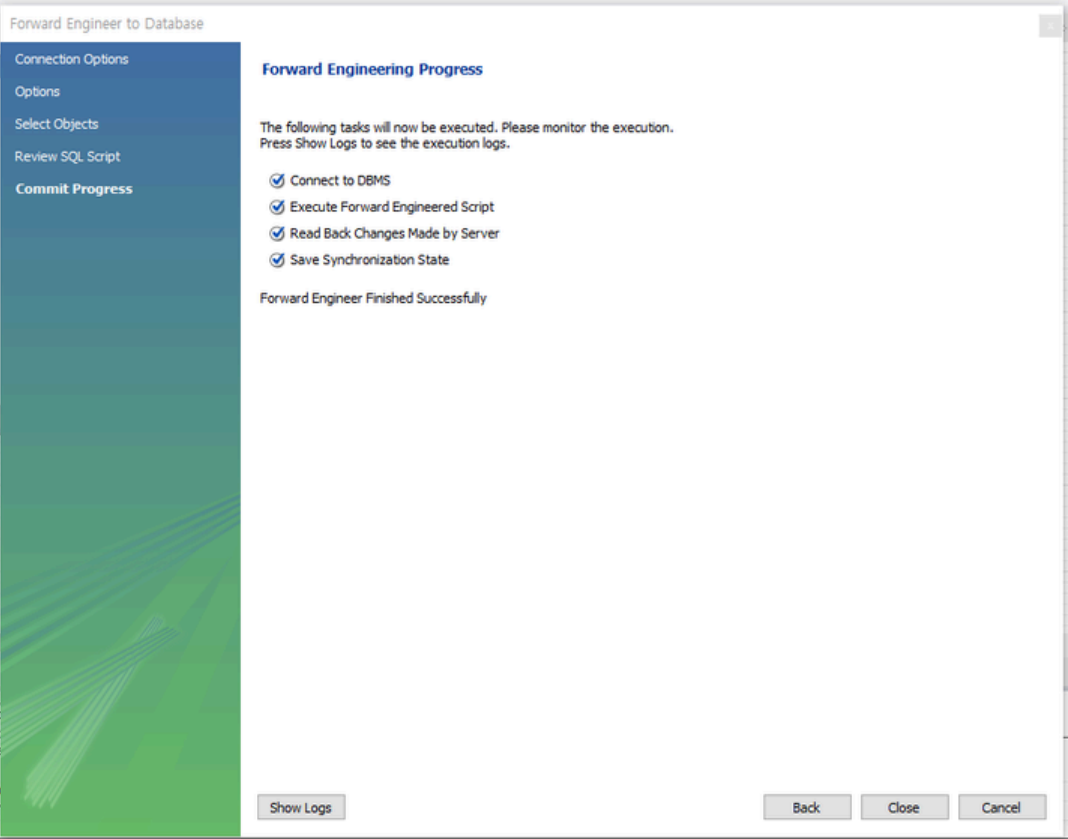 Forward Engineer to Database
Connection Options
Options
Select Objects
Review SQL Script
Commit Progress
Forward Engineering Progress
The following tasks will now be executed. Please monitor the execution.
Press Show Logs to see the execution logs.
Connect to DBMS
Execute Forward Engineered Script
Read Back Changes Made by Server
Save Synchronization State
Forward Engineer Finished Successfully
Show Logs
Back
Close
Cancel